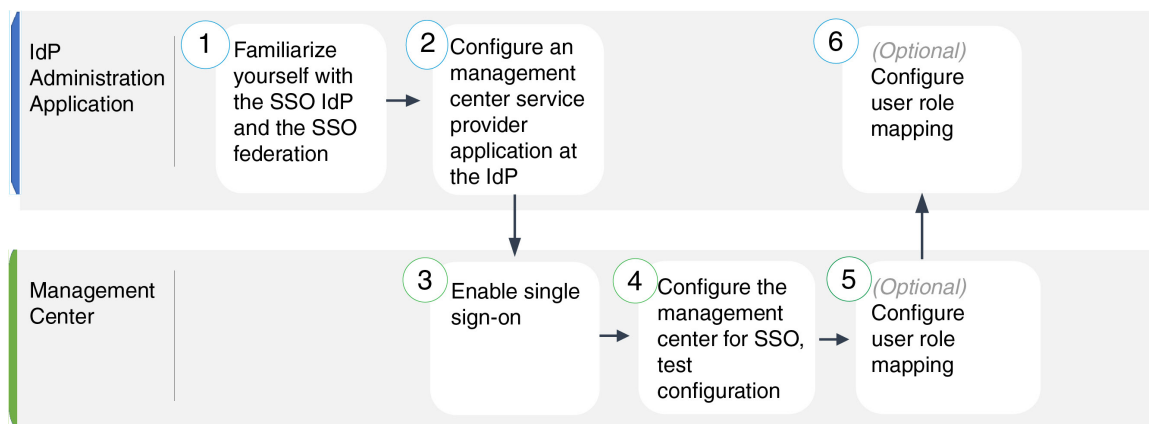 IdP
Administration
Application
1
Familiarize
yourself with
the SSO IdP
and the SSO
federation
2
Configure an
management
center service
provider
application at
the IdP
6
(Optional)
Configure
user role
mapping
Management
Center
3
Enable single
sign-on
4
Configure the
management
center for SSO,
test
configuration
5
(Optional)
Configure
user role
mapping